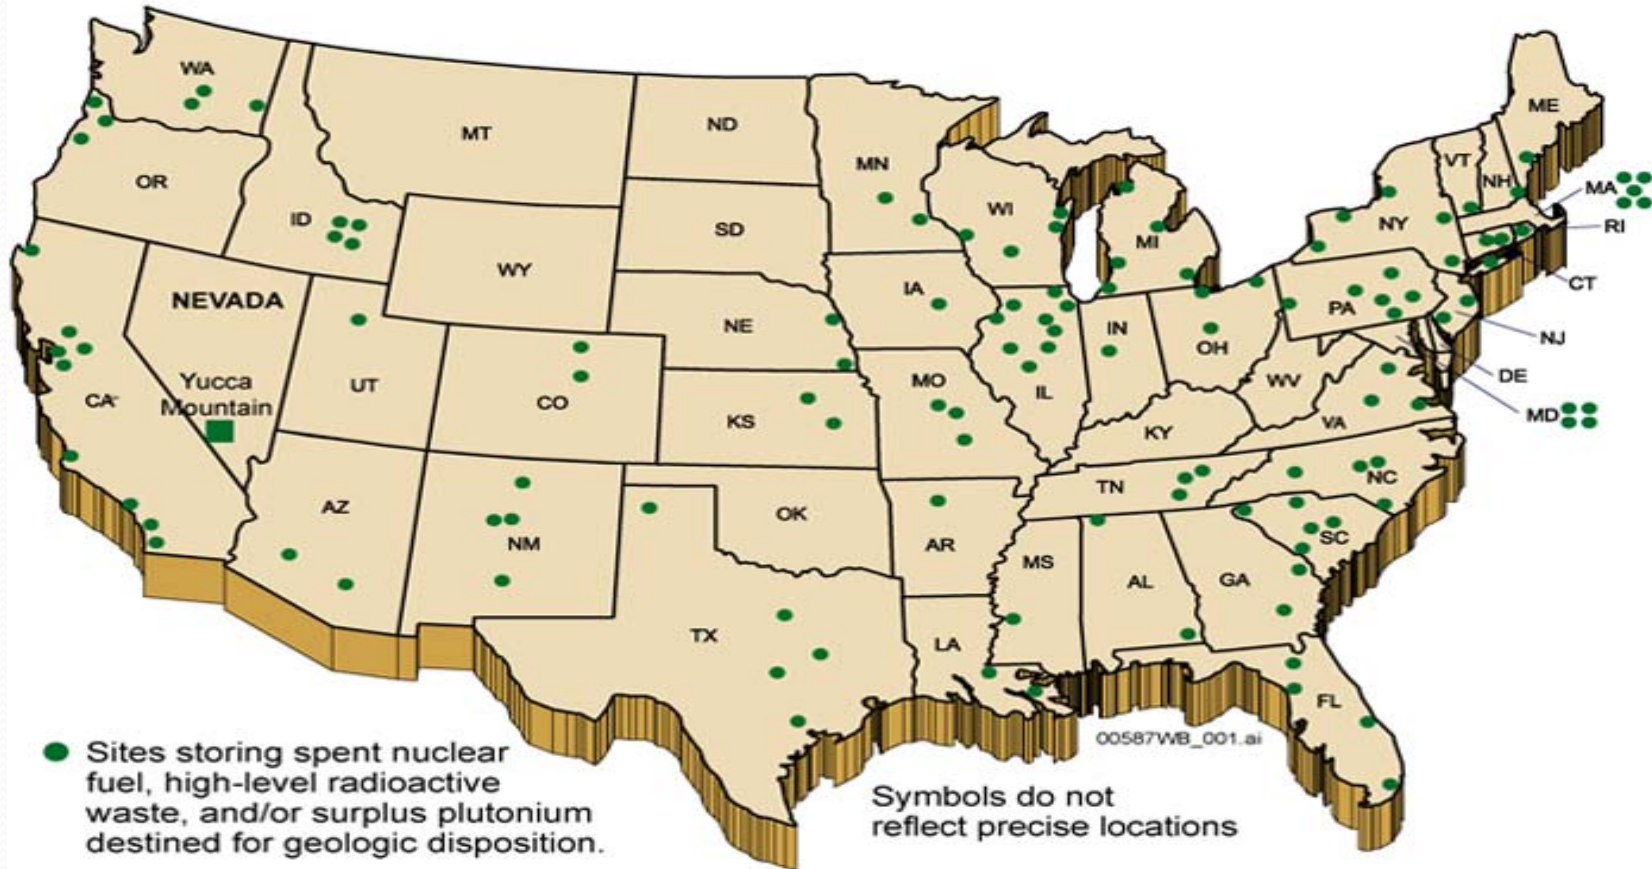 WA
MT
ND
MN
ME
VT
NH
MA
OR
ID
SD
WI
NY
RI
MI
WY
CT
NEVADA
IA
PA
NE
IN
OH
NJ
Yucca
Mountain
UT
CO
MO
IL
WV
DE
CA
KS
KY
VA
MD
AZ
NM
OK
TN
NC
AR
MS
AL
GA
SC
TX
LA
FL
00587WB_001.ai
Sites storing spent nuclear
fuel, high-level radioactive
waste, and/or surplus plutonium
destined for geologic disposition.
Symbols do not
reflect precise locations